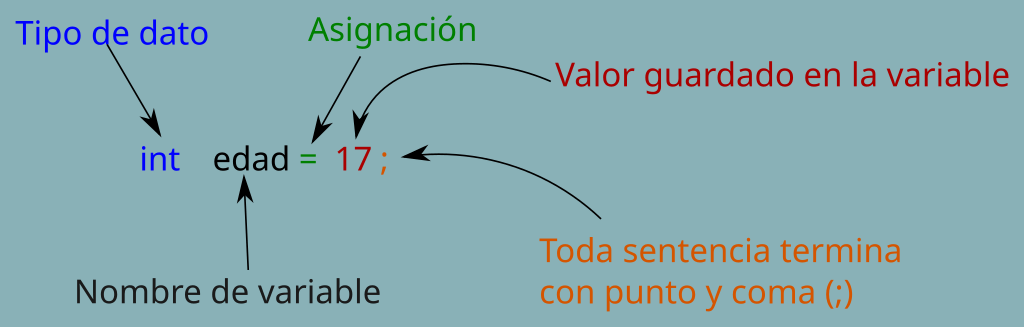 Tipo de dato
Asignación
Valor guardado en la variable
int edad = 17 ;
Nombre de variable
Toda sentencia termina
con punto y coma (;)